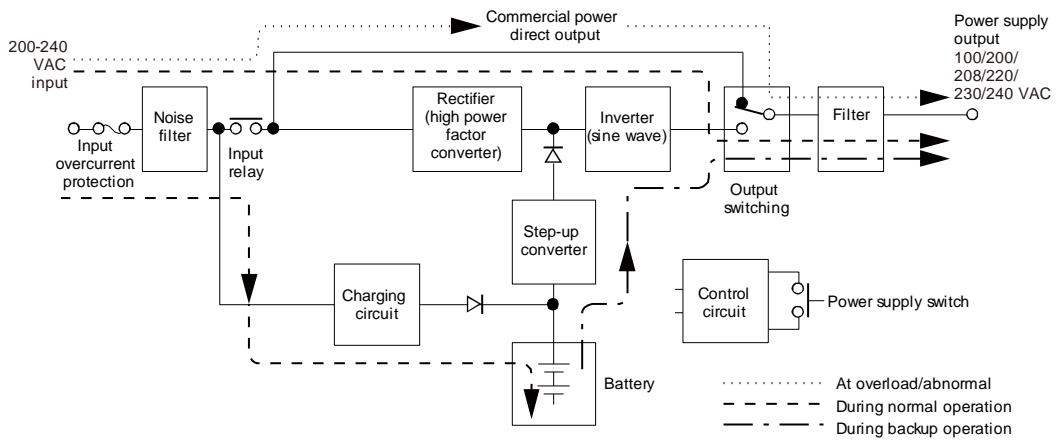 Commercial power
direct output
Power supply
output
100/200/
208/220/
230/240 VAC
200-240
VAC
input
Noise
filter
Input
overcurrent
protection
Input
relay
Rectifier
(high power
factor
converter)
Inverter
(sine wave)
Filter
Output
switching
Step-up
converter
Charging
circuit
Control
circuit
Power supply switch
Battery
At overload/abnormal
During normal operation
During backup operation